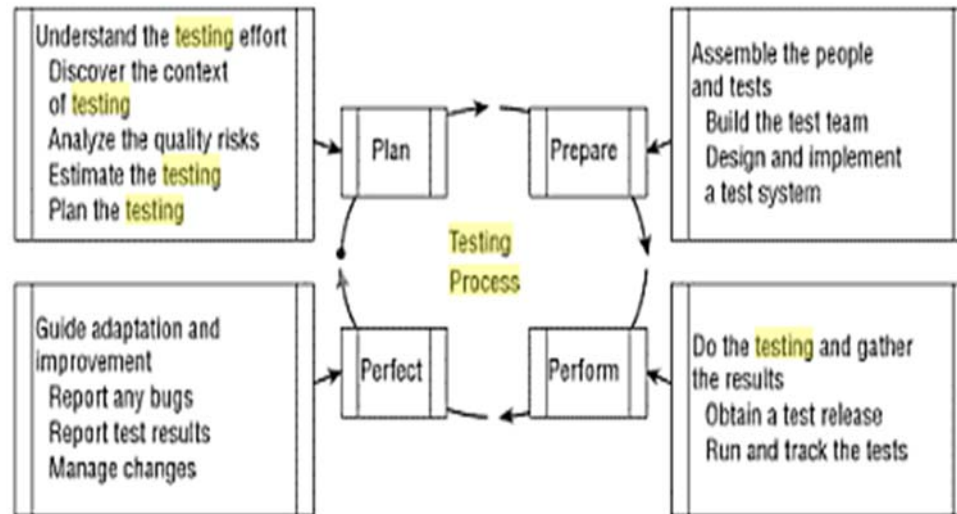 Understand the testing effort
Discover the context
of testing
Analyze the quality risks
Estimate the testing
Plan the testing
Plan
Prepare
Assemble the people
and tests
Build the test team
Design and implement
a test system
Testing
Process
Guide adaptation and
improvement
Report any bugs
Report test results
Manage changes
Perfect
Perform
Do the testing and gather
the results
Obtain a test release
Run and track the tests